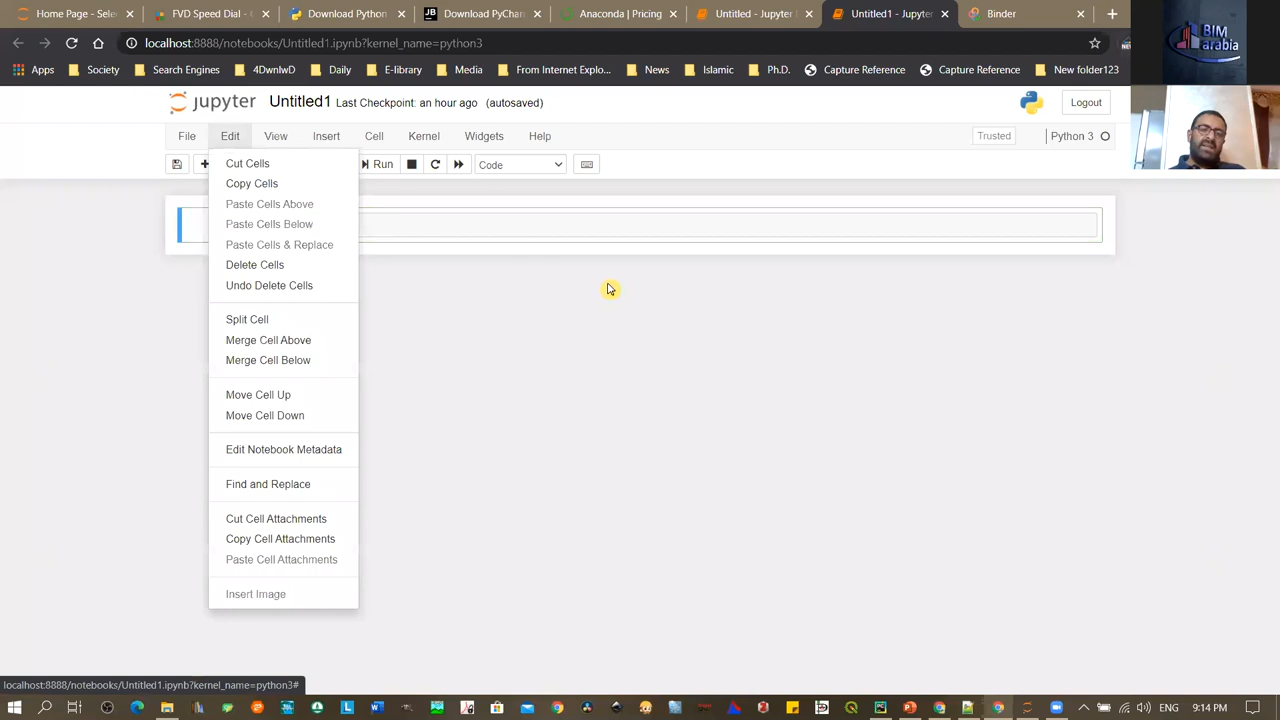 Home Page - Selec
FVD Speed Dial -
Download Python
Download PyChar
Anaconda | Pricing
Untitled - Jupyter
Untitled1 - Jupyter
Binder
localhost:8888/notebooks/Untitled1.ipynb?kernel_name=python3
Apps
Society
Search Engines
4DwnlwD
Daily
E-library
Media
From Internet Explo...
News
Islamic
Ph.D.
Capture Reference
Capture Reference
New folder123
BIM
arabia
jupyter Untitled1 Last Checkpoint: an hour ago (autosaved)
Logout
File Edit View Insert Cell Kernel Widgets Help
Trusted
Python 3
Run
Code
Cut Cells
Copy Cells
Paste Cells Above
Paste Cells Below
Paste Cells & Replace
Delete Cells
Undo Delete Cells
Split Cell
Merge Cell Above
Merge Cell Below
Move Cell Up
Move Cell Down
Edit Notebook Metadata
Find and Replace
Cut Cell Attachments
Copy Cell Attachments
Paste Cell Attachments
Insert Image
localhost:8888/notebooks/Untitled1.ipynb?kernel_name=python3#
9:14 PM